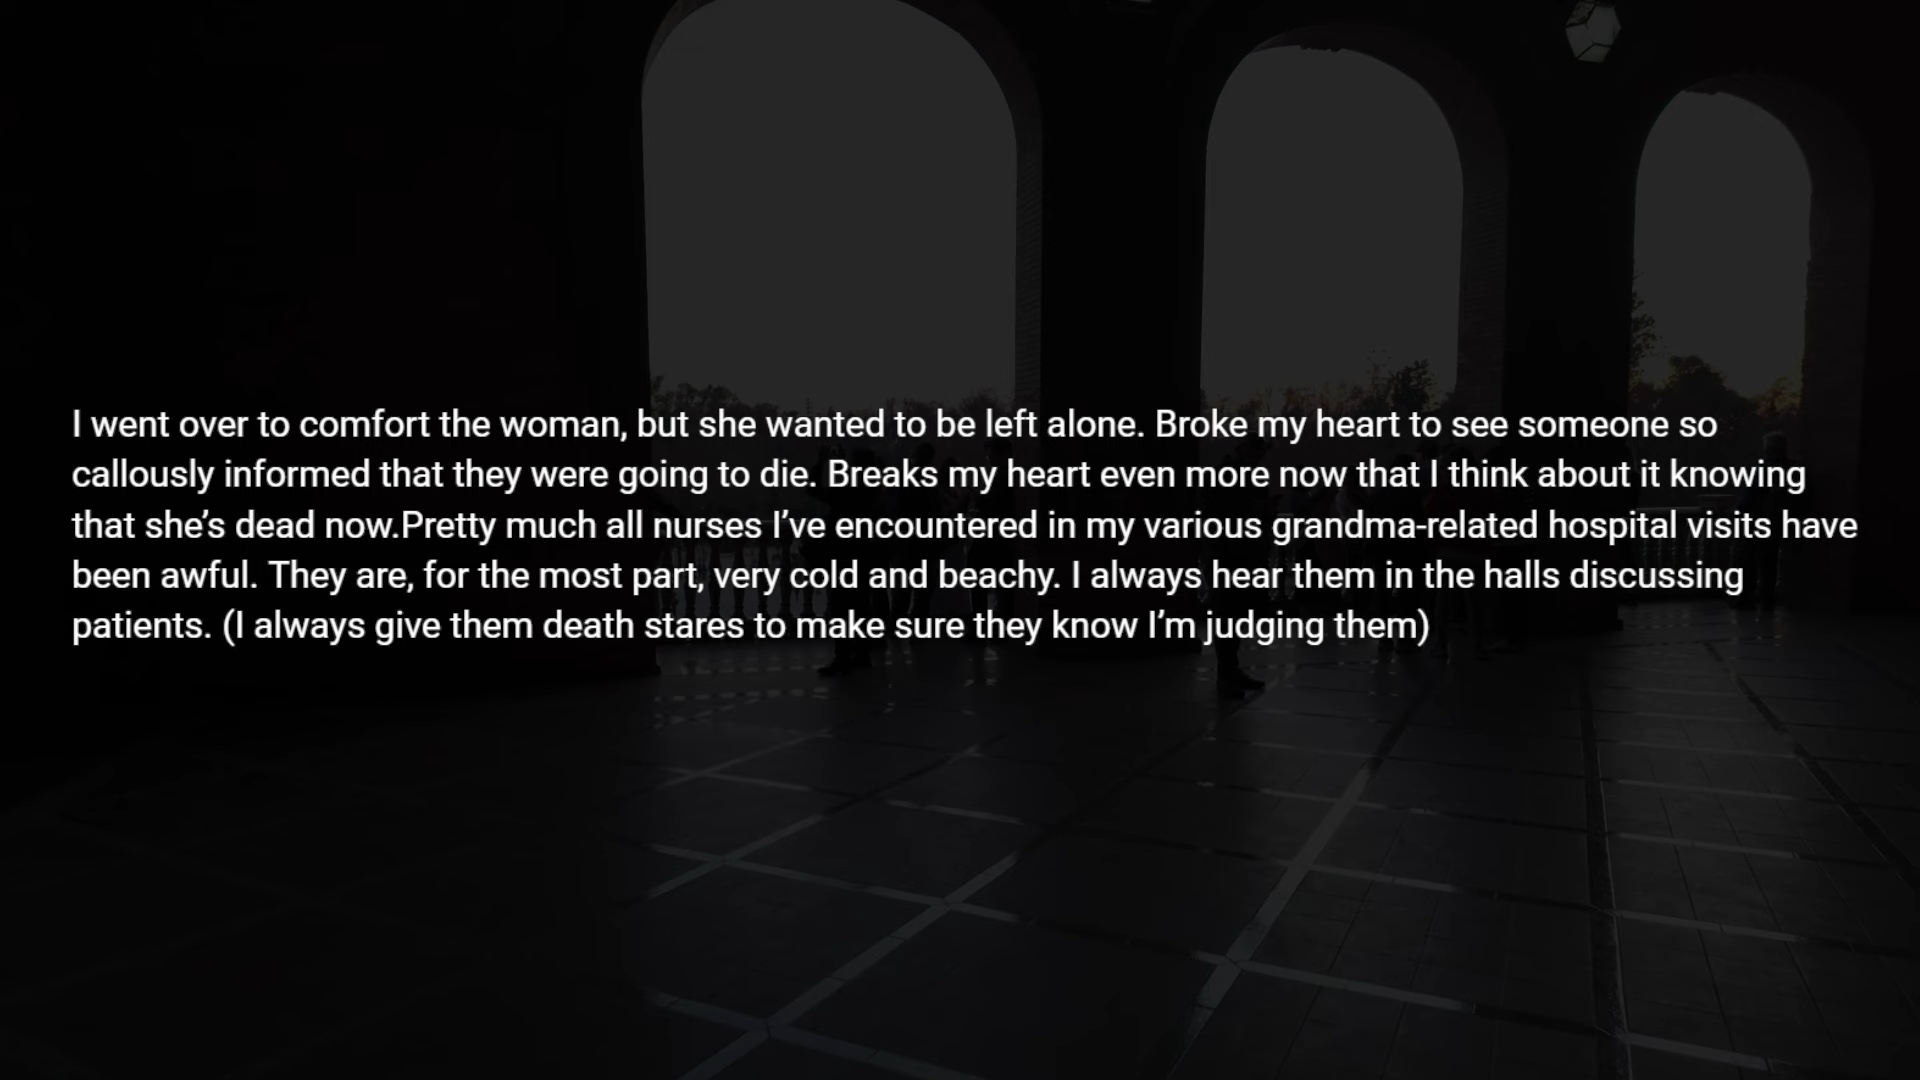 I went over to comfort the woman, but she wanted to be left alone. Broke my heart to see someone so
callously informed that they were going to die. Breaks my heart even more now that I think about it knowing
that she’s dead now.Pretty much all nurses I’ve encountered in my various grandma-related hospital visits have
been awful. They are, for the most part, very cold and beachy. I always hear them in the halls discussing
patients. (I always give them death stares to make sure they know I’m judging them)